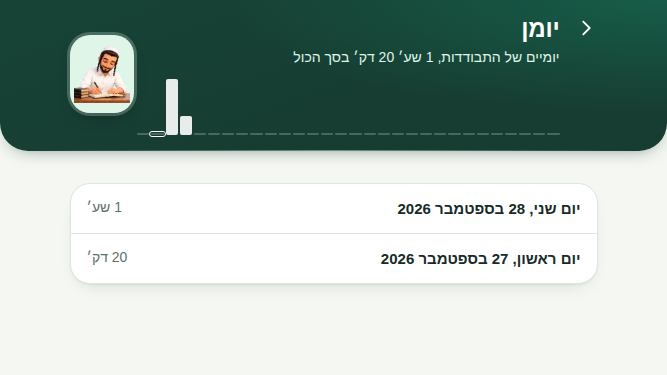 יומן
יומיים של התבודדות, 1 שע׳ 20 דק׳ בסך הכול
יום שני, 28 בספטמבר 2026
1 שע׳
יום ראשון, 27 בספטמבר 2026
20 דק׳